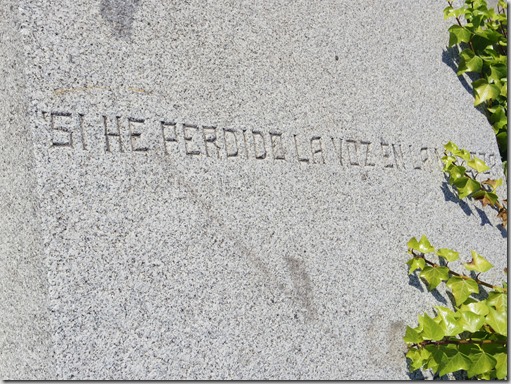 "SI HE PERDIDO LA VOZ EN LA